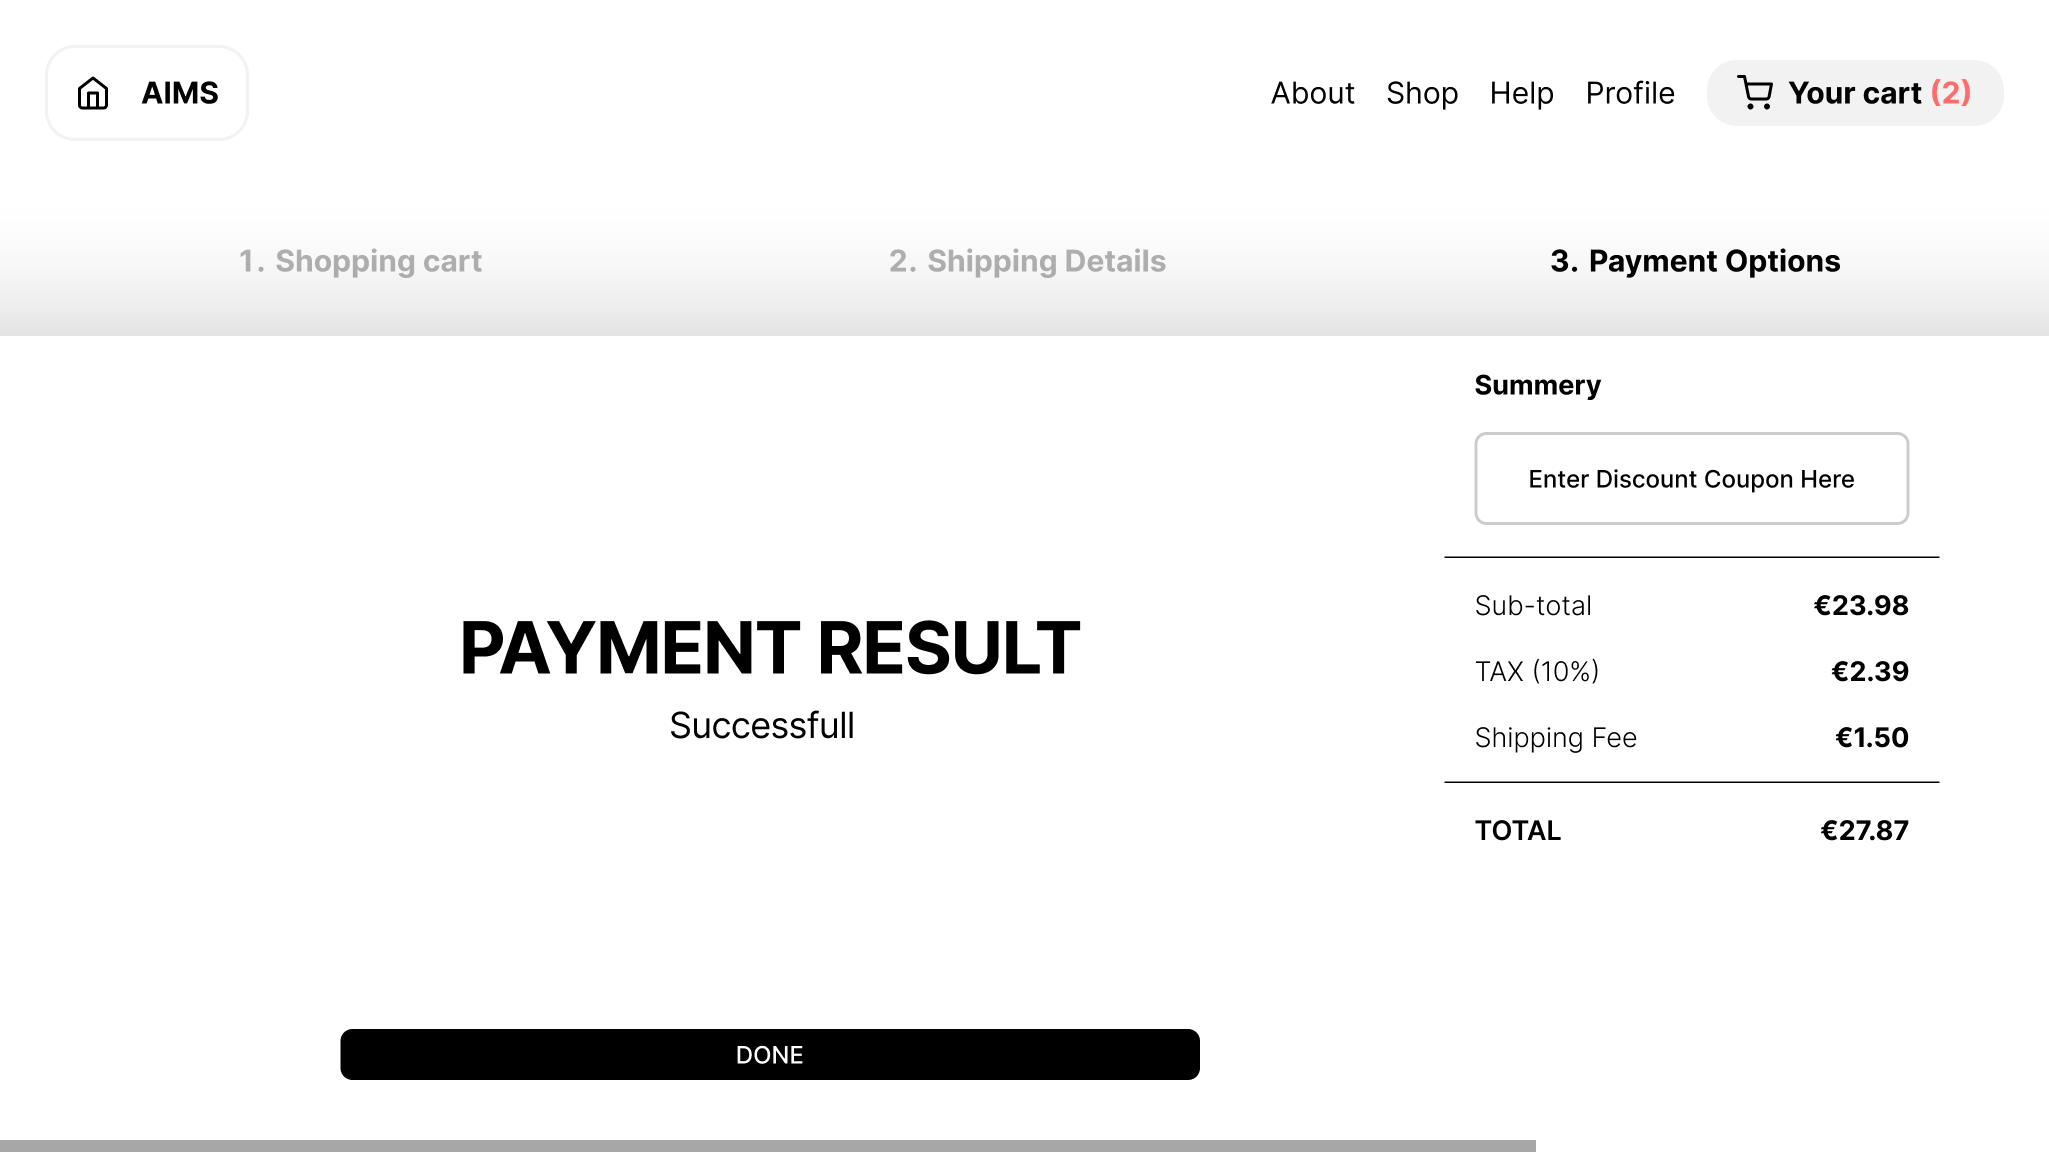 AIMS
About Shop Help Profile Your cart (2)
1. Shopping cart 2. Shipping Details 3. Payment Options
Summery
Enter Discount Coupon Here
Sub-total €23.98
TAX (10%) €2.39
Shipping Fee €1.50
TOTAL €27.87
PAYMENT RESULT
Successfull
DONE